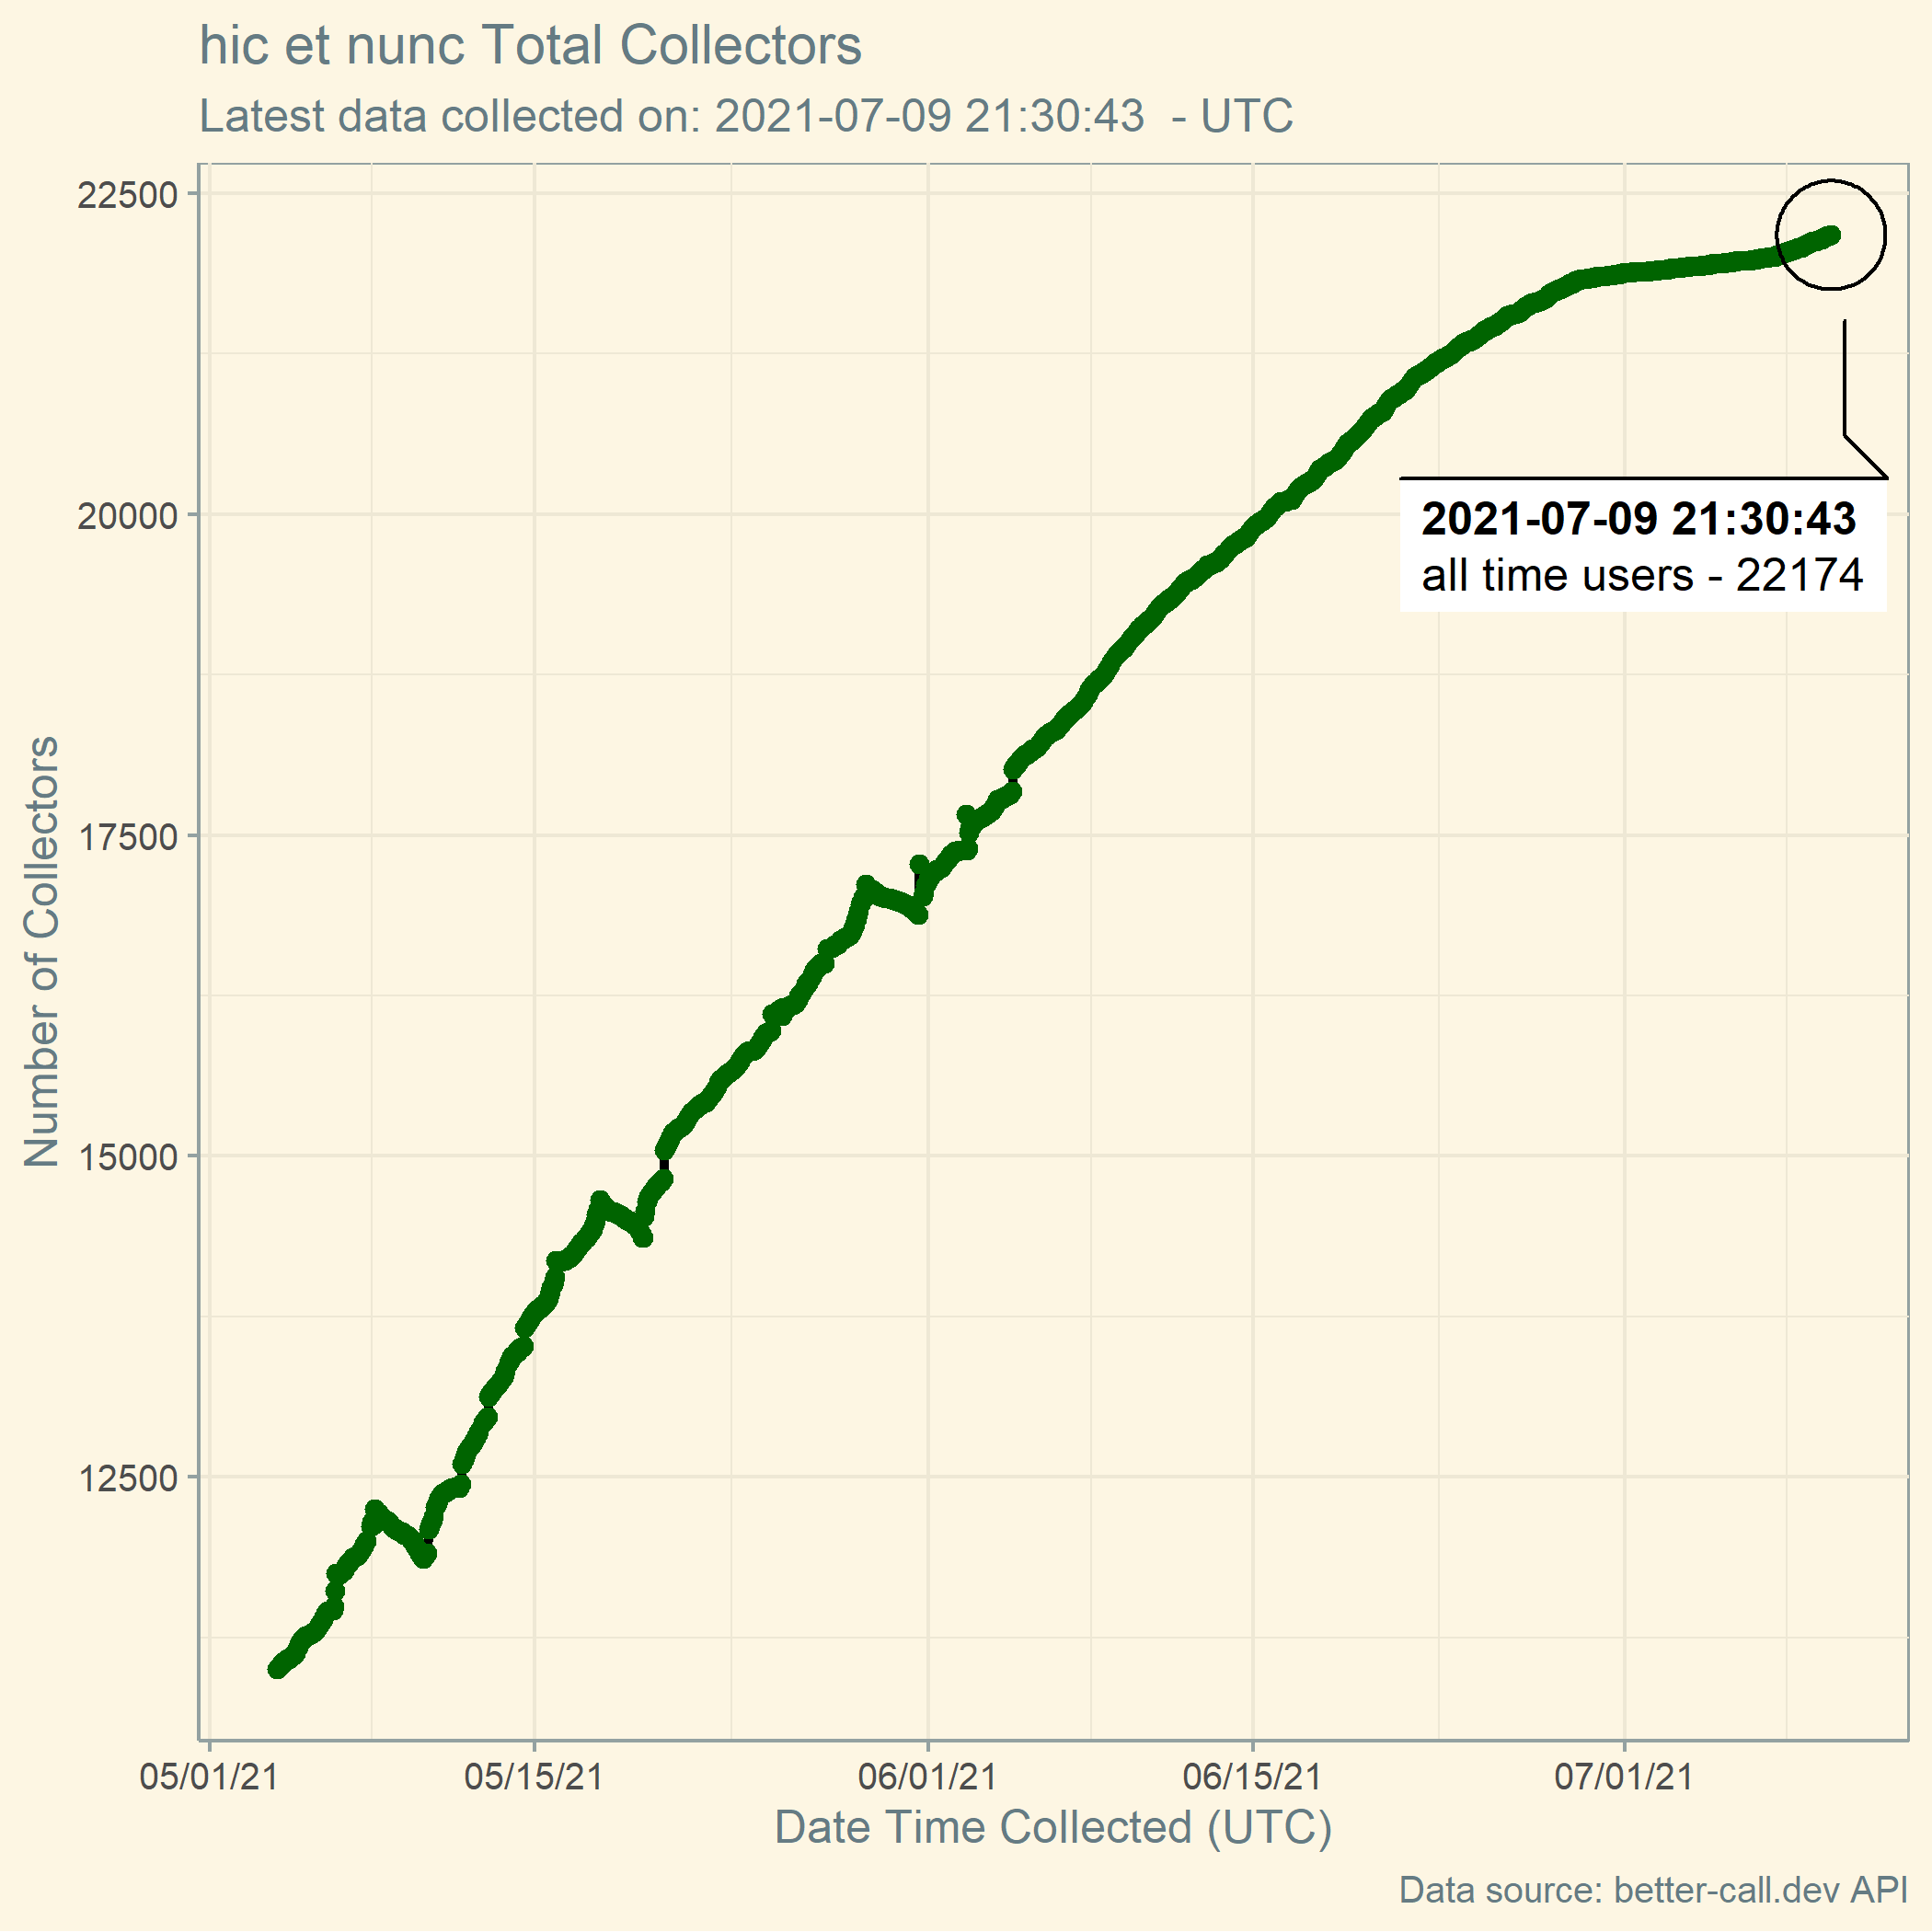 hic et nunc Total Collectors
Latest data collected on: 2021-07-09 21:30:43  - UTC
22500
20000
17500
15000
12500
Number of Collectors
2021-07-09 21:30:43
all time users - 22174
05/01/21 05/15/21 06/01/21 06/15/21 07/01/21
Date Time Collected (UTC)
Data source: better-call.dev API